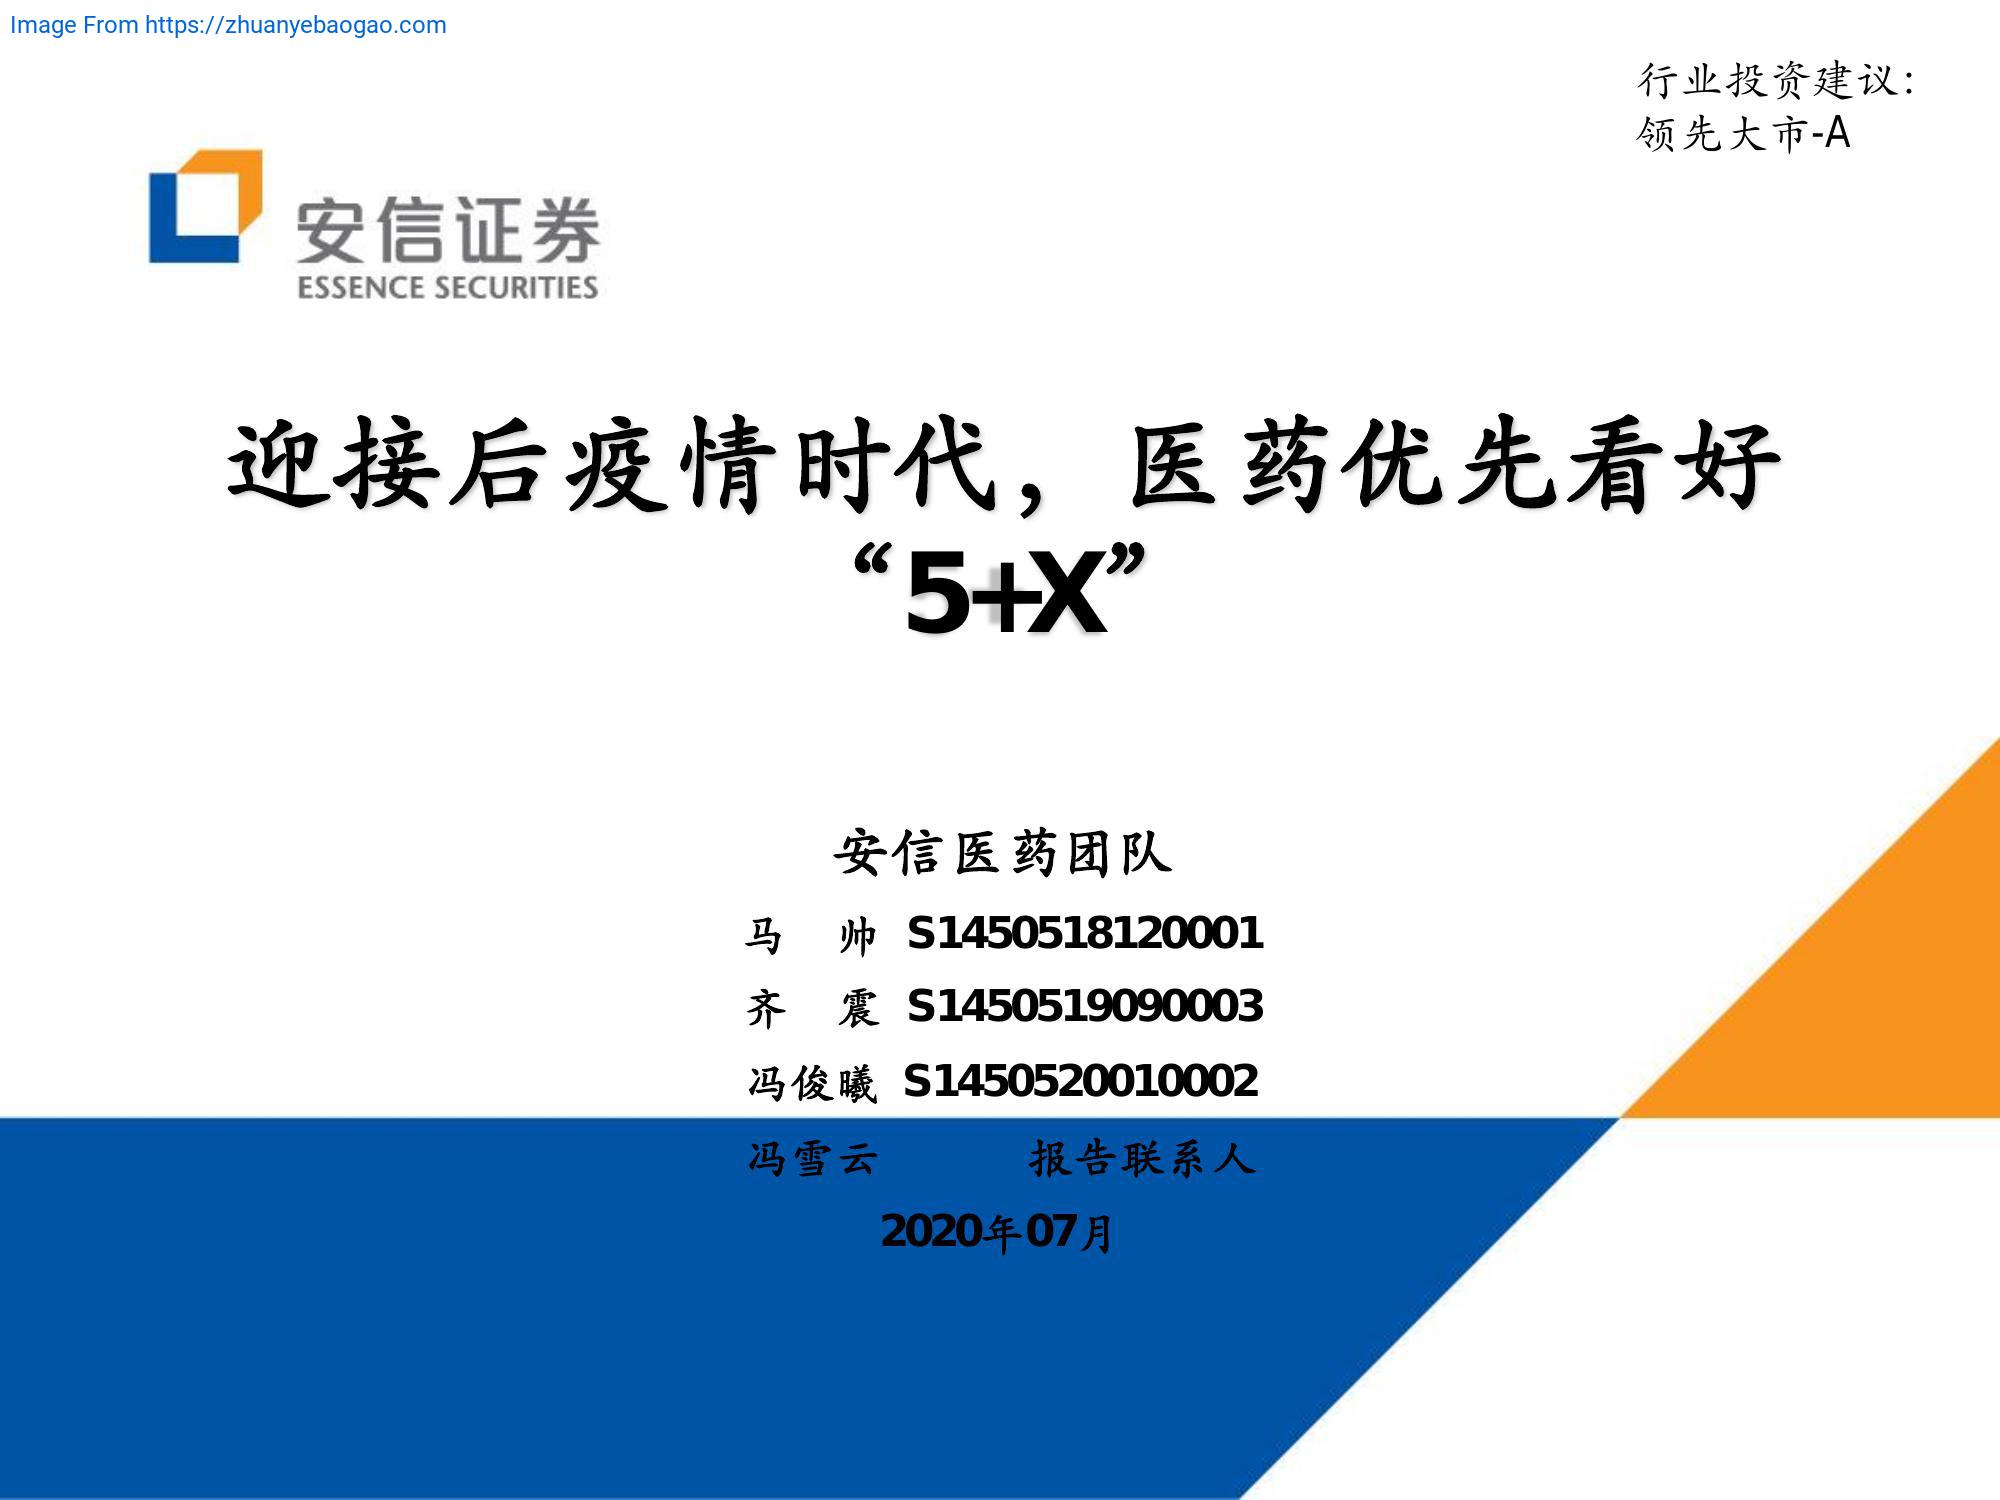 Image From https://zhuanyebaogao.com
行业投资建议：
领先大市-A
安信证券
ESSENCE SECURITIES
迎接后疫情时代，医药优先看好
“5+X”
安信医药团队
马 帅 S1450518120001
齐 震 S1450519090003
冯俊曦 S1450520010002
冯雪云 报告联系人
2020年07月